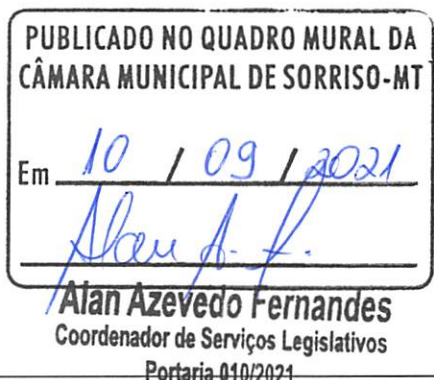 PUBLICADO NO QUADRO MURAL DA
CÂMARA MUNICIPAL DE SORRISO-MT
Em 10 / 09 / 2021
Alan A. F.
Alan Azevedo Fernandes
Coordenador de Serviços Legislativos
Portaria 010/2021